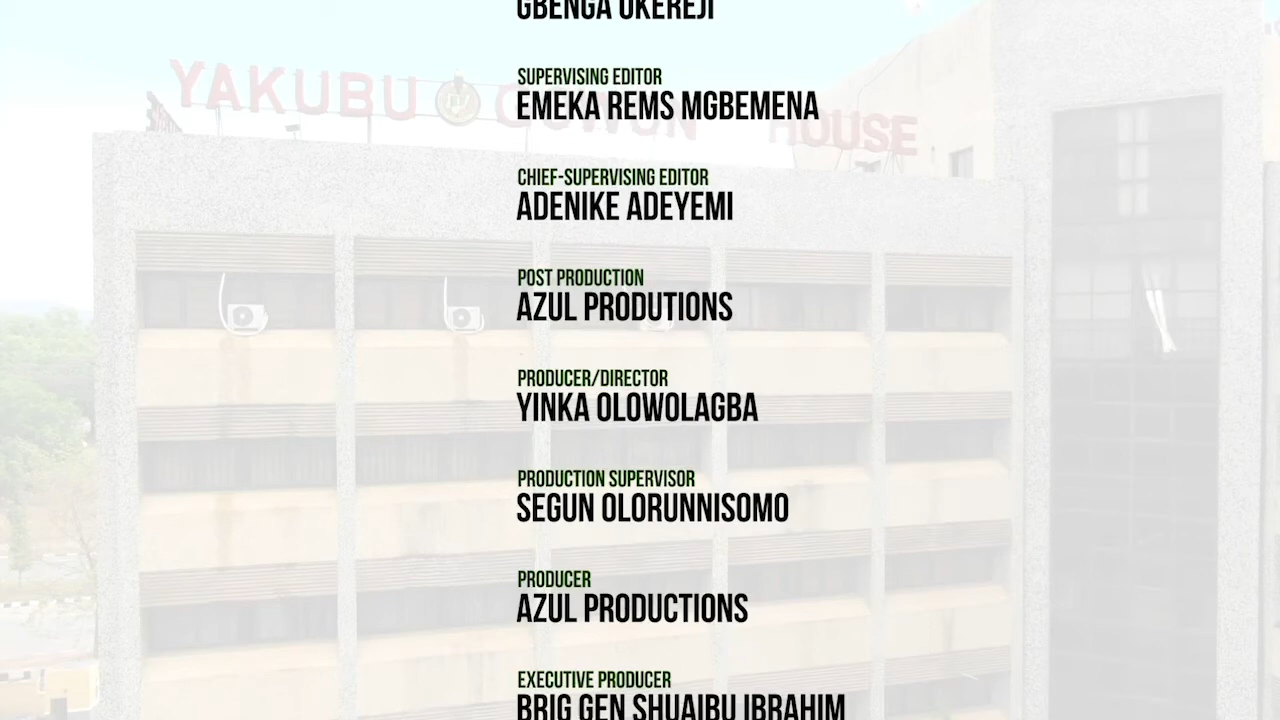 GBENGA OKEREJI
SUPERVISING EDITOR
EMEKA REMS MGBEMENA
CHIEF-SUPERVISING EDITOR
ADENIKE ADEYEMI
POST PRODUCTION
AZUL PRODUTIONS
PRODUCER/DIRECTOR
YINKA OLOWOLAGBA
PRODUCTION SUPERVISOR
SEGUN OLORUNNISOMO
PRODUCER
AZUL PRODUCTIONS
EXECUTIVE PRODUCER
BRIG GEN SHUAIBU IBRAHIM
YAKUBU GOWON HOUSE